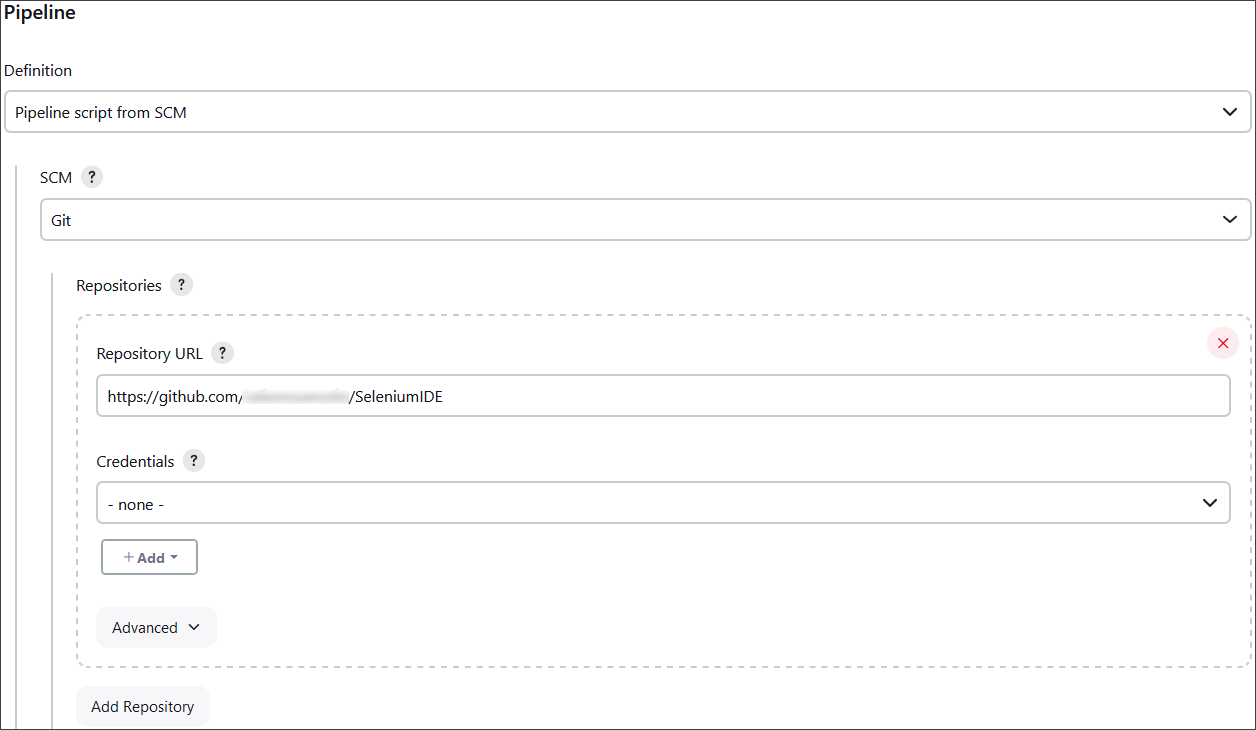 Pipeline
Definition
Pipeline script from SCM
SCM ?
Git
Repositories ?
Repository URL ?
https://github.com/ /SeleniumIDE
Credentials ?
- none -
+ Add
Advanced
Add Repository